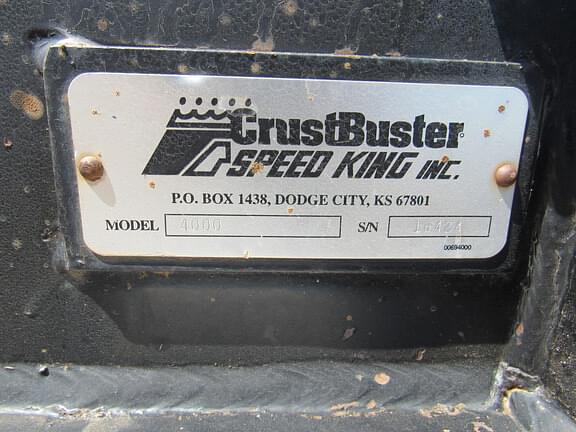 CrustBuster
SPEED KING INC.
P.O. BOX 1438, DODGE CITY, KS 67801
MODEL 4000 S/N
00694000